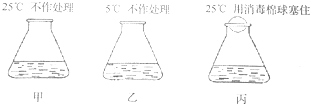 25℃ 不作处理
5℃ 不作处理
25℃ 用消毒棉球塞住
甲
乙
丙